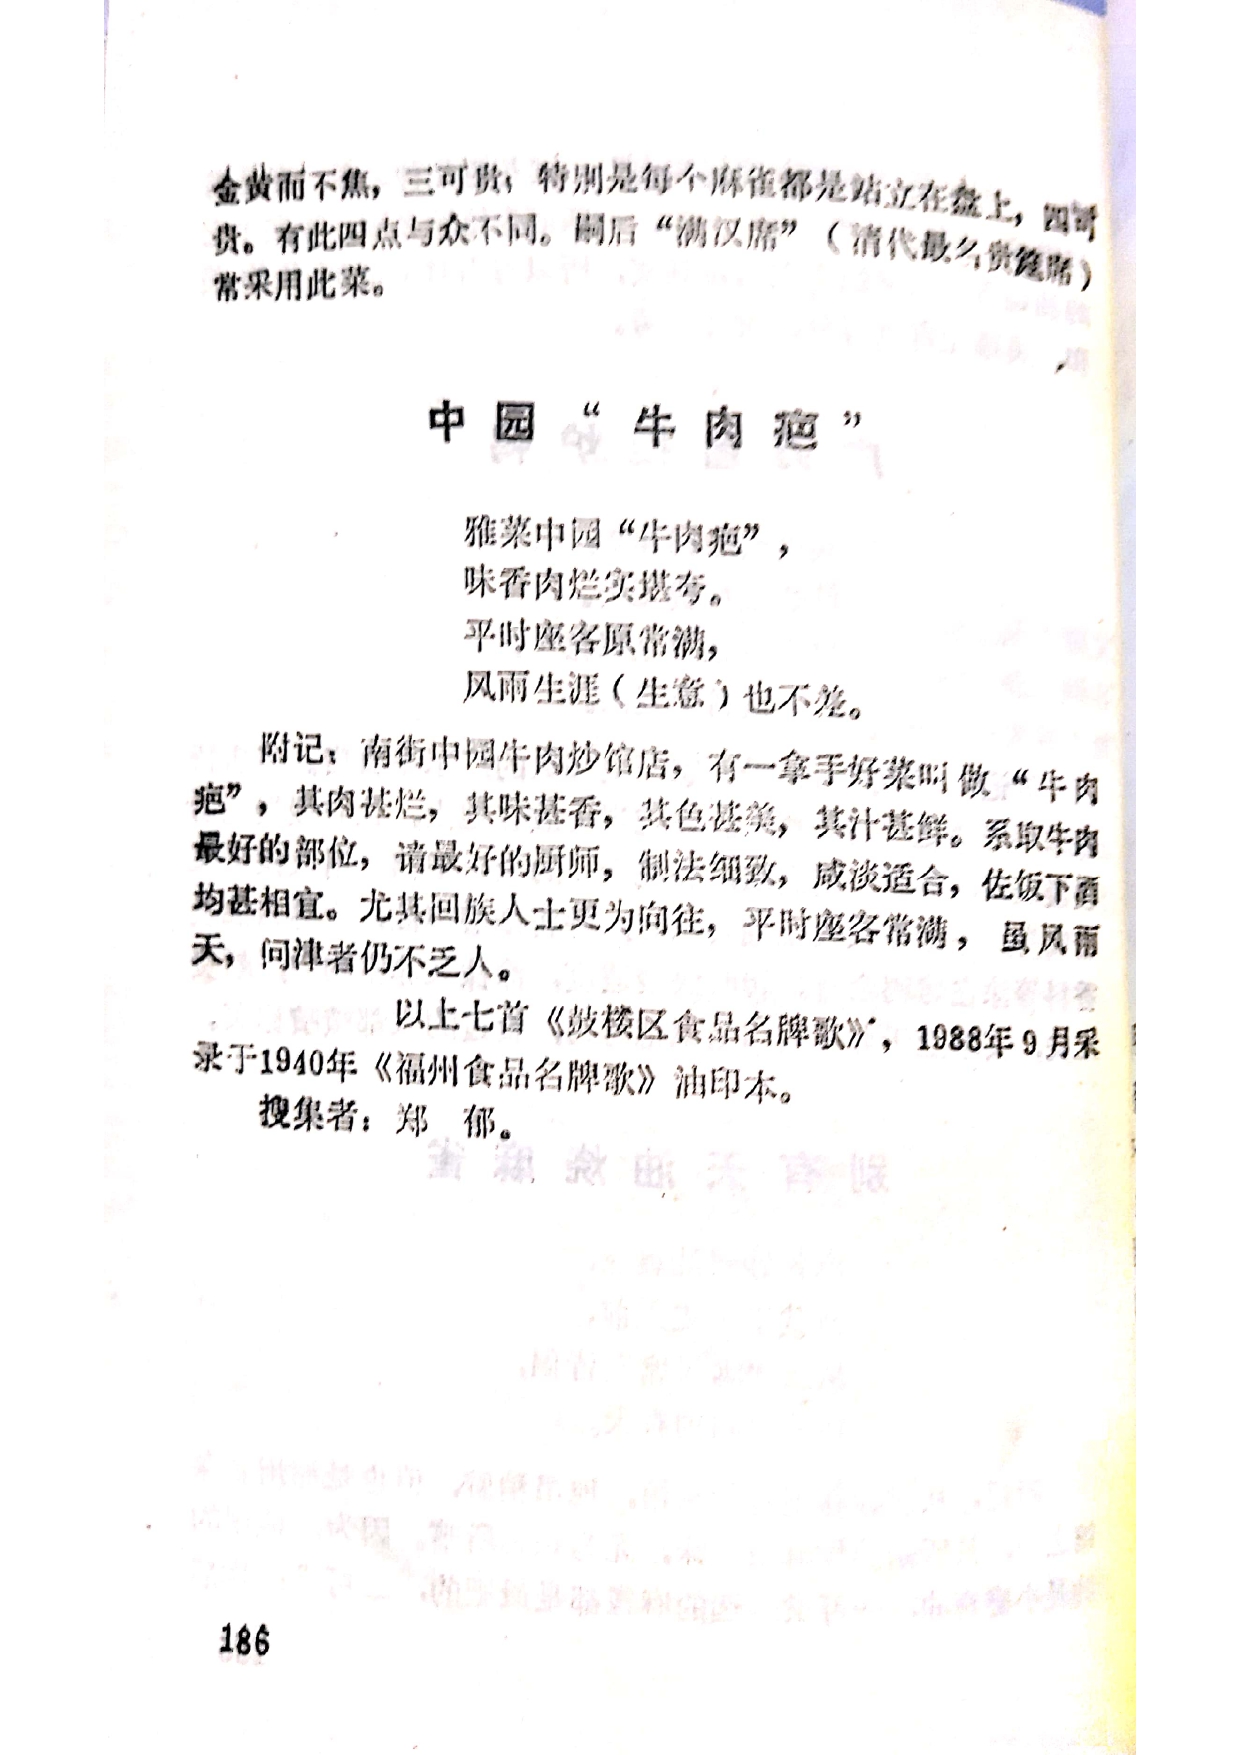 金黄而不焦，三可贵；特别是每个麻雀都是站立在盘上，四可
贵。有此四点与众不同。嗣后“满汉席”（清代最名贵筵席）
常采用此菜。
中园“牛肉疤”
雅菜中园“牛肉疤”，
味香肉烂实堪夸。
平时座客原常满，
风雨生涯（生意）也不差。
附记：南街中园牛肉炒馆店，有一拿手好菜叫做“牛肉
疤”，其肉甚烂，其味甚香，其色甚美，其汁甚鲜。系取牛肉
最好的部位，请最好的厨师，制法细致，咸淡适合，佐饭下酒
均甚相宜。尤其回族人士更为向往，平时座客常满，虽风雨
天，问津者仍不乏人。
以上七首《鼓楼区食品名牌歌》，1988年9月采
录于1940年《福州食品名牌歌》油印本。
搜集者：郑 郁。
186